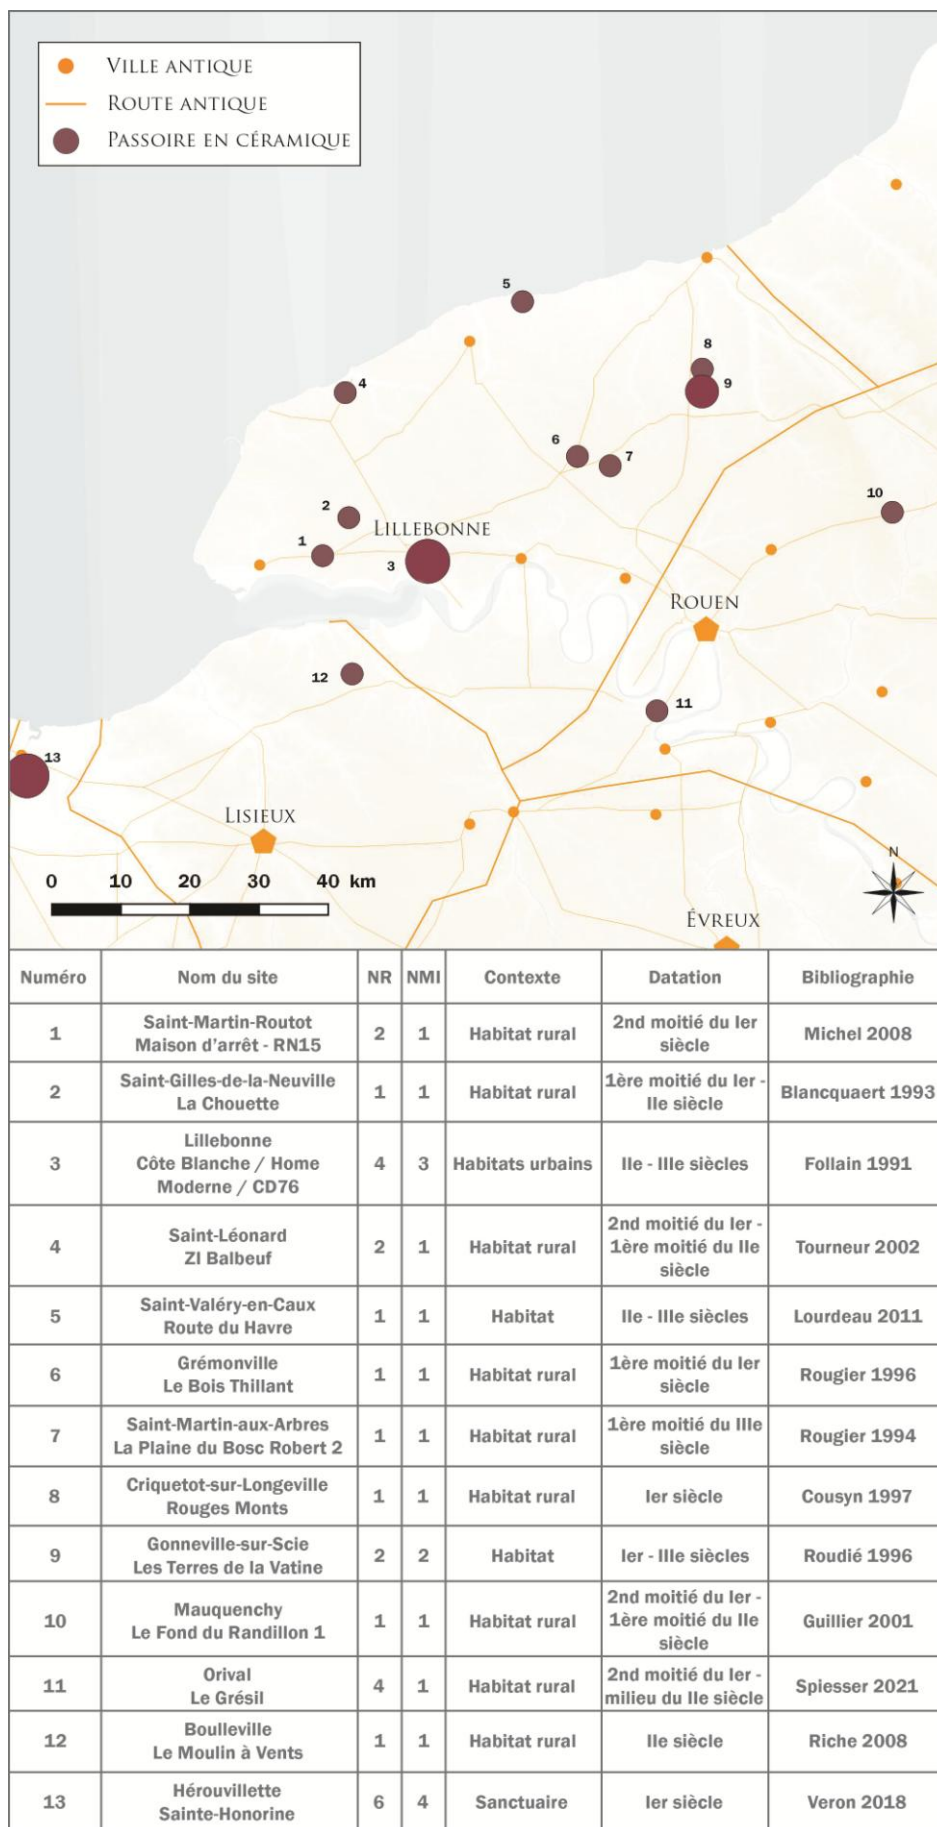 VILLE ANTIQUE
ROUTE ANTIQUE
PASSOIRE EN CÉRAMIQUE
5
8
9
4
6
7
10
2
LILLEBONNE
1
3
ROUEN
12
11
13
LISIEUX
0 10 20 30 40 km
N
ÉVREUX
Numéro Nom du site NR NMI Contexte Datation Bibliographie
1 Saint-Martin-Routot
Maison d'arrêt - RN15 2 1 Habitat rural 2nd moitié du Ier
siècle Michel 2008
2 Saint-Gilles-de-la-Neuville
La Chouette 1 1 Habitat rural 1ère moitié du Ier -
IIe siècle Blancquaert 1993
3 Lillebonne
Côte Blanche / Home
Moderne / CD76 4 3 Habitats urbains IIe - IIIe siècles Follain 1991
4 Saint-Léonard
ZI Balbeuf 2 1 Habitat rural 2nd moitié du Ier -
1ère moitié du IIe
siècle Tourneur 2002
5 Saint-Valéry-en-Caux
Route du Havre 1 1 Habitat IIe - IIIe siècles Lourdeau 2011
6 Grémonville
Le Bois Thillant 1 1 Habitat rural 1ère moitié du Ier
siècle Rougier 1996
7 Saint-Martin-aux-Arbres
La Plaine du Bosc Robert 2 1 1 Habitat rural 1ère moitié du IIIe
siècle Rougier 1994
8 Criquetot-sur-Longeville
Rouges Monts 1 1 Habitat rural Ier siècle Cousyn 1997
9 Gonneville-sur-Scie
Les Terres de la Vatine 2 2 Habitat Ier - IIIe siècles Roudié 1996
10 Mauquenchy
Le Fond du Randillon 1 1 1 Habitat rural 2nd moitié du Ier -
1ère moitié du IIe
siècle Guillier 2001
11 Orival
Le Grésil 4 1 Habitat rural 2nd moitié du Ier -
milieu du IIe siècle Spiesser 2021
12 Boulleville
Le Moulin à Vents 1 1 Habitat rural IIe siècle Riche 2008
13 Hérouvillette
Sainte-Honorine 6 4 Sanctuaire Ier siècle Veron 2018